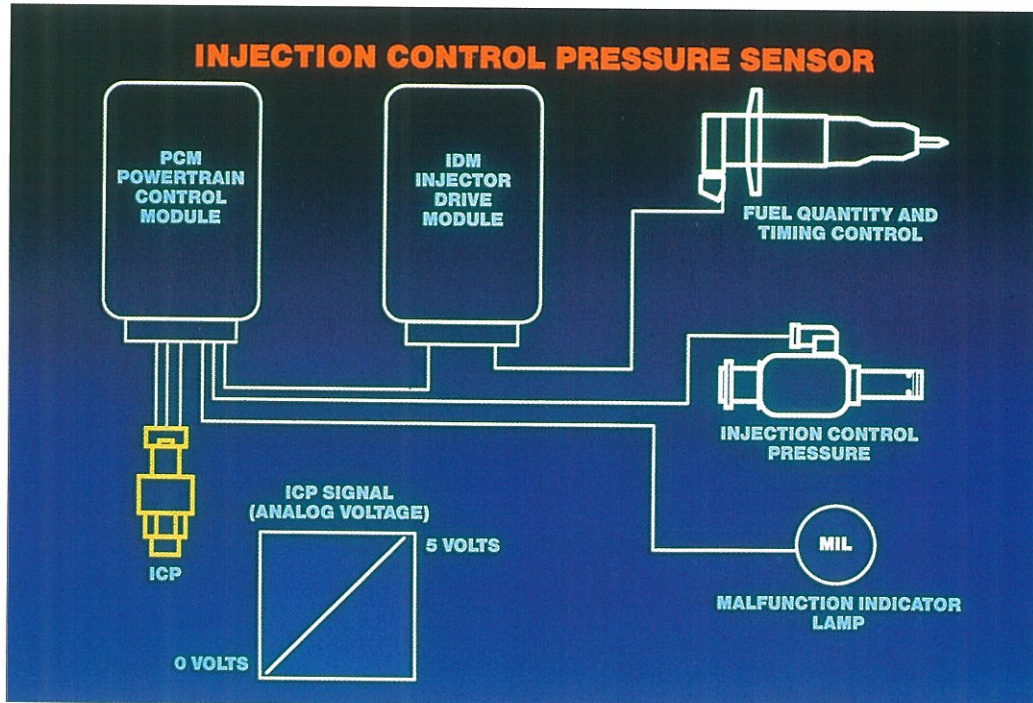 INJECTION CONTROL PRESSURE SENSOR
PCM
POWERTRAIN
CONTROL
MODULE
IDM
INJECTOR
DRIVE
MODULE
FUEL QUANTITY AND
TIMING CONTROL
INJECTION CONTROL
PRESSURE
ICP SIGNAL
(ANALOG VOLTAGE)
5 VOLTS
ICP
MIL
MALFUNCTION INDICATOR
LAMP
0 VOLTS